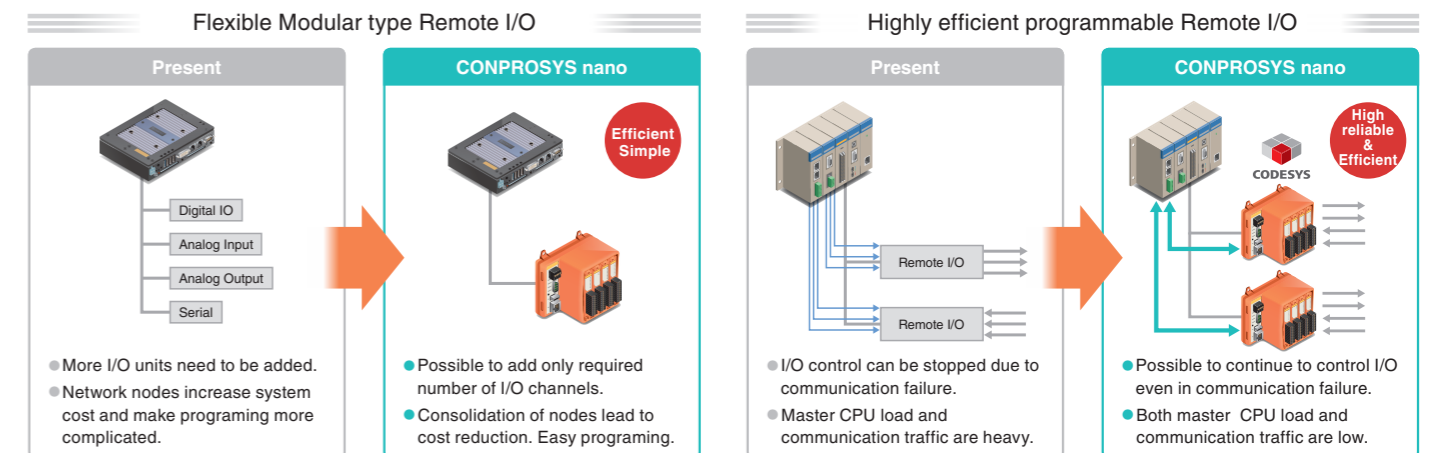 Flexible Modular type Remote I/O
Present
Digital IO
Analog Input
Analog Output
Serial
More I/O units need to be added.
Network nodes increase system
cost and make programing more
complicated.
CONPROSYS nano
Efficient
Simple
Possible to add only required
number of I/O channels.
Consolidation of nodes lead to
cost reduction. Easy programing.
Highly efficient programmable Remote I/O
Present
Remote I/O
Remote I/O
I/O control can be stopped due to
communication failure.
Master CPU load and
communication traffic are heavy.
CONPROSYS nano
High
reliable
&
Efficient
CODESYS
Possible to continue to control I/O
even in communication failure.
Both master CPU load and
communication traffic are low.